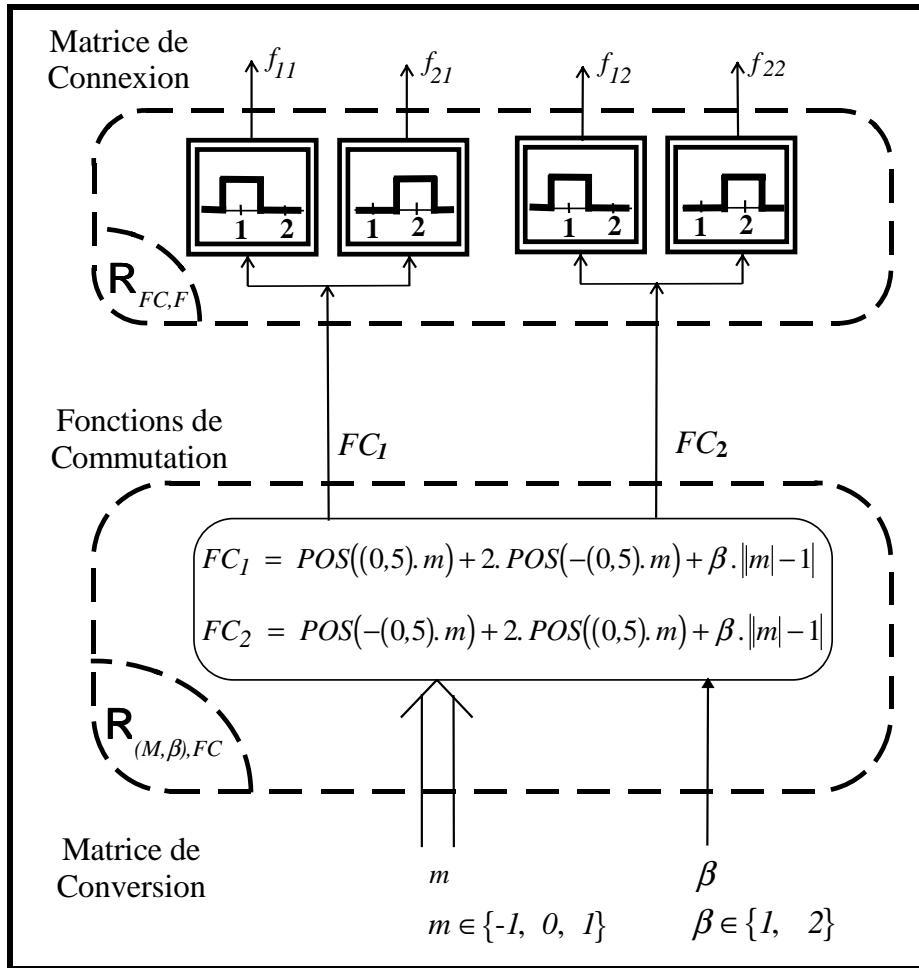 Matrice de
Connexion
f11 f21 f12 f22
1 2 1 2 1 2 1 2
R FC,F
Fonctions de
Commutation
FC1 FC2
FC1 = POS((0,5).m)+2.POS(-(0,5).m)+β.||m|-1|
FC2 = POS(-(0,5).m)+2.POS((0,5).m)+β.||m|-1|
R (M,β),FC
Matrice de
Conversion
m β
m ∈ {-1, 0, 1} β ∈ {1, 2}